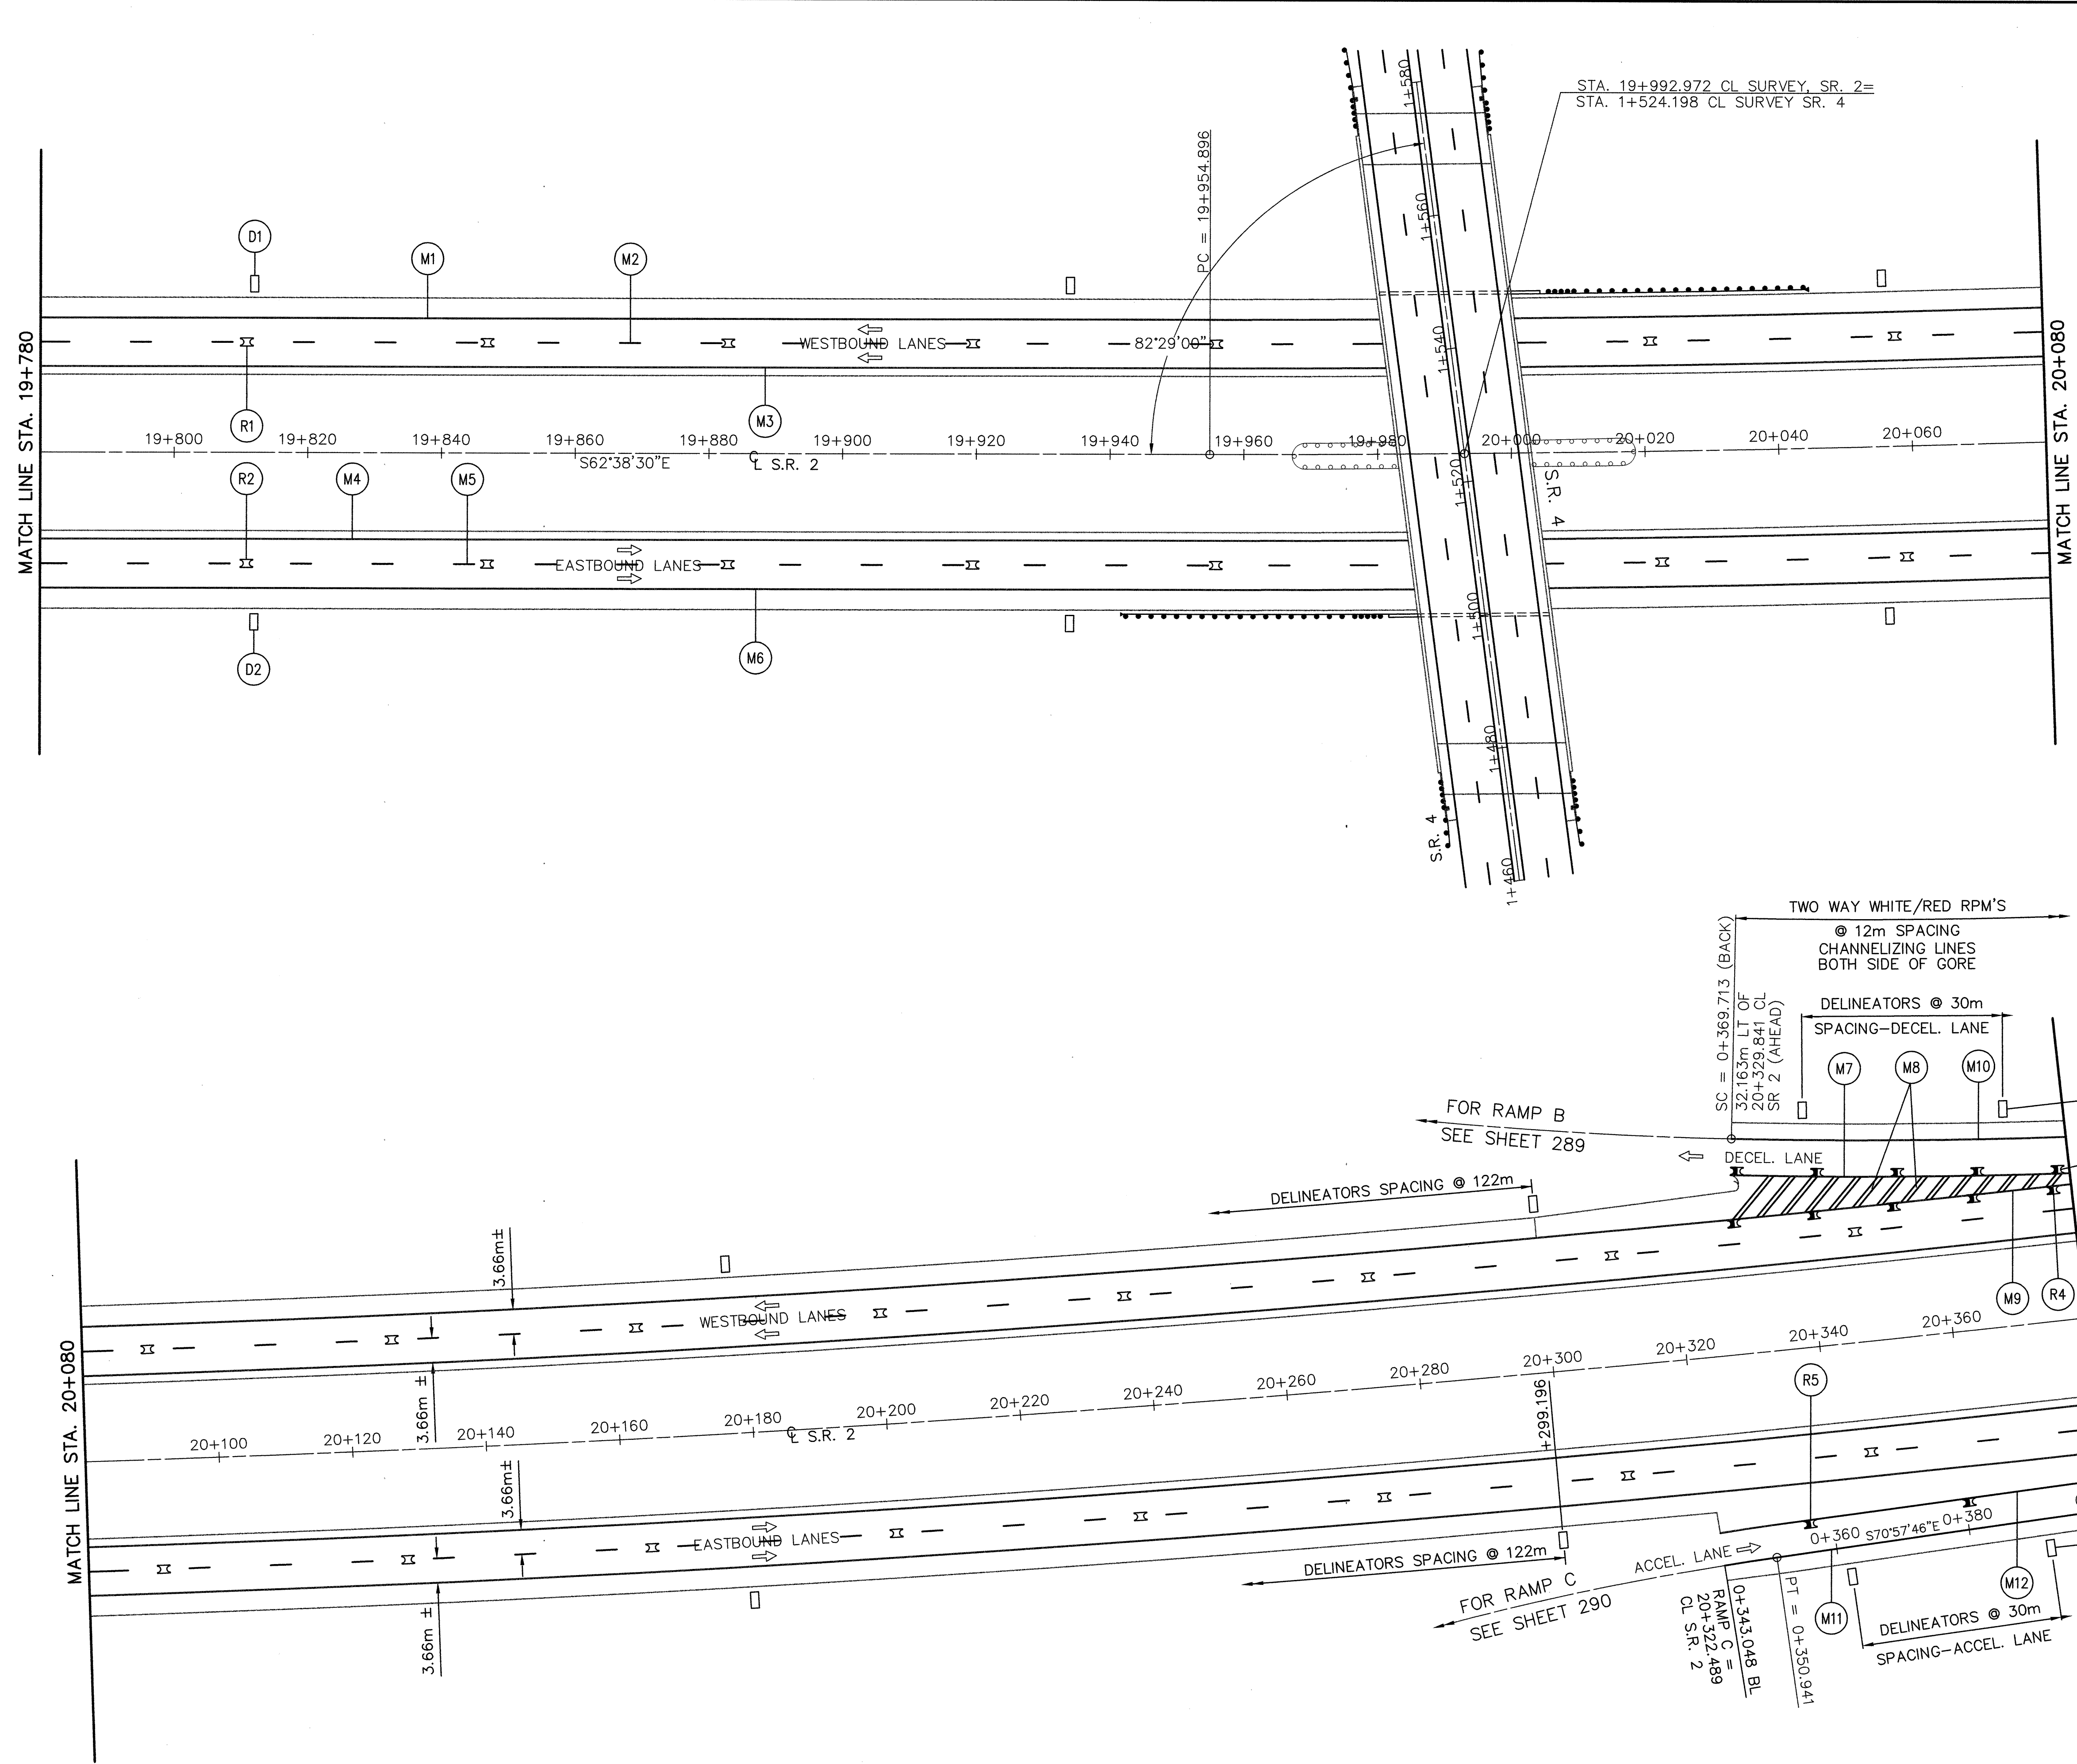 STA. 19+992.972 CL SURVEY, SR. 2=
STA. 1+524.198 CL SURVEY SR. 4
1+580
1+560
1+540
1+520
1+500
1+480
1+460
PC = 19+954.896
D1
M1
M2
MATCH LINE STA. 19+780
MATCH LINE STA. 20+080
WESTBOUND LANES
82°29'00"
R1
M3
19+800
19+820
19+840
19+860
19+880
19+900
19+920
19+940
19+960
19+980
20+000
20+020
20+040
20+060
S62°38'30"E
℄ S.R. 2
S.R. 4
R2
M4
M5
EASTBOUND LANES
D2
M6
S.R. 4
TWO WAY WHITE/RED RPM'S
@ 12m SPACING
CHANNELIZING LINES
BOTH SIDE OF GORE
SC = 0+369.713 (BACK)
32.163m LT OF
20+329.841 CL
SR 2 (AHEAD)
DELINEATORS @ 30m
SPACING-DECEL. LANE
M7
M8
M10
FOR RAMP B
SEE SHEET 289
DECEL. LANE
DELINEATORS SPACING @ 122m
3.66m±
WESTBOUND LANES
M9
R4
MATCH LINE STA. 20+080
3.66m ±
20+100
20+120
20+140
20+160
20+180
20+200
20+220
20+240
20+260
20+280
20+300
20+320
20+340
20+360
℄ S.R. 2
+299.196
R5
3.66m±
EASTBOUND LANES
3.66m ±
DELINEATORS SPACING @ 122m
FOR RAMP C
SEE SHEET 290
ACCEL. LANE
0+360
S70°57'46"E
0+380
0+343.048 BL
RAMP C =
20+322.489
CL S.R. 2
PT = 0+350.941
M11
M12
DELINEATORS @ 30m
SPACING-ACCEL. LANE